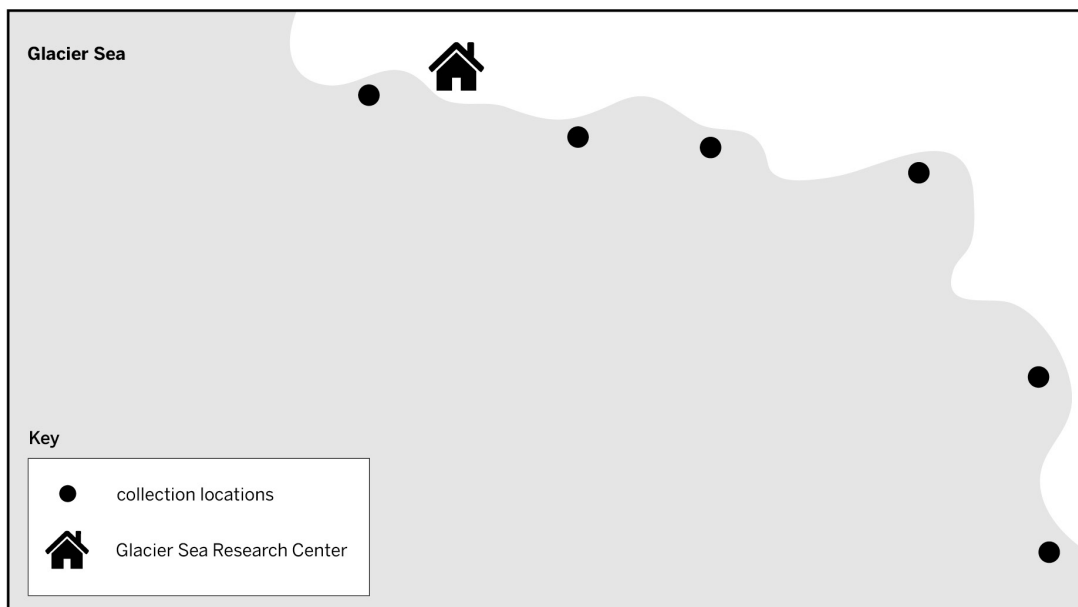 Glacier Sea
Key
collection locations
Glacier Sea Research Center